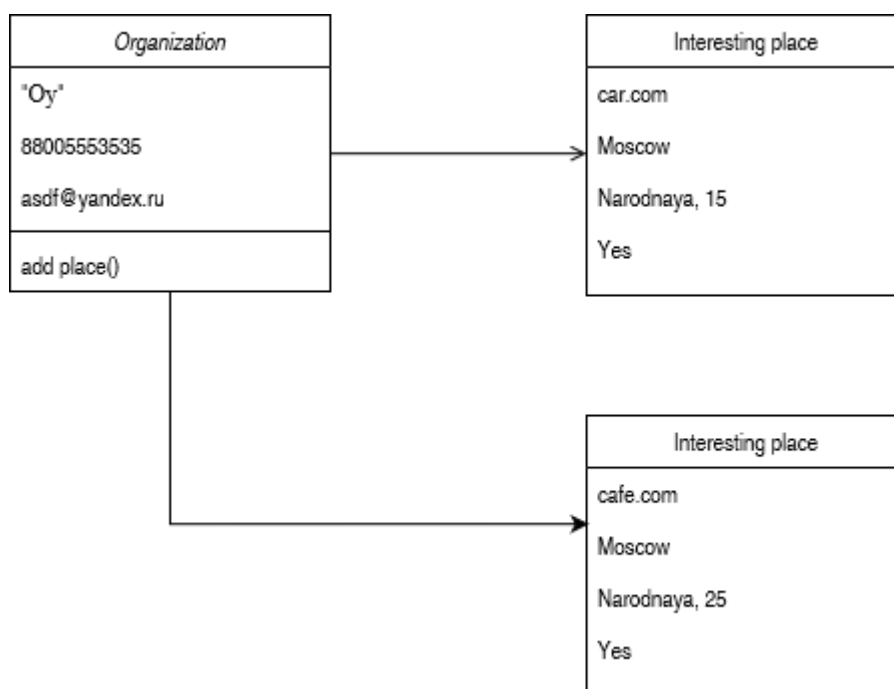 Organization
"Oy"
88005553535
asdf@yandex.ru
add place()
Interesting place
car.com
Moscow
Narodnaya, 15
Yes
Interesting place
cafe.com
Moscow
Narodnaya, 25
Yes